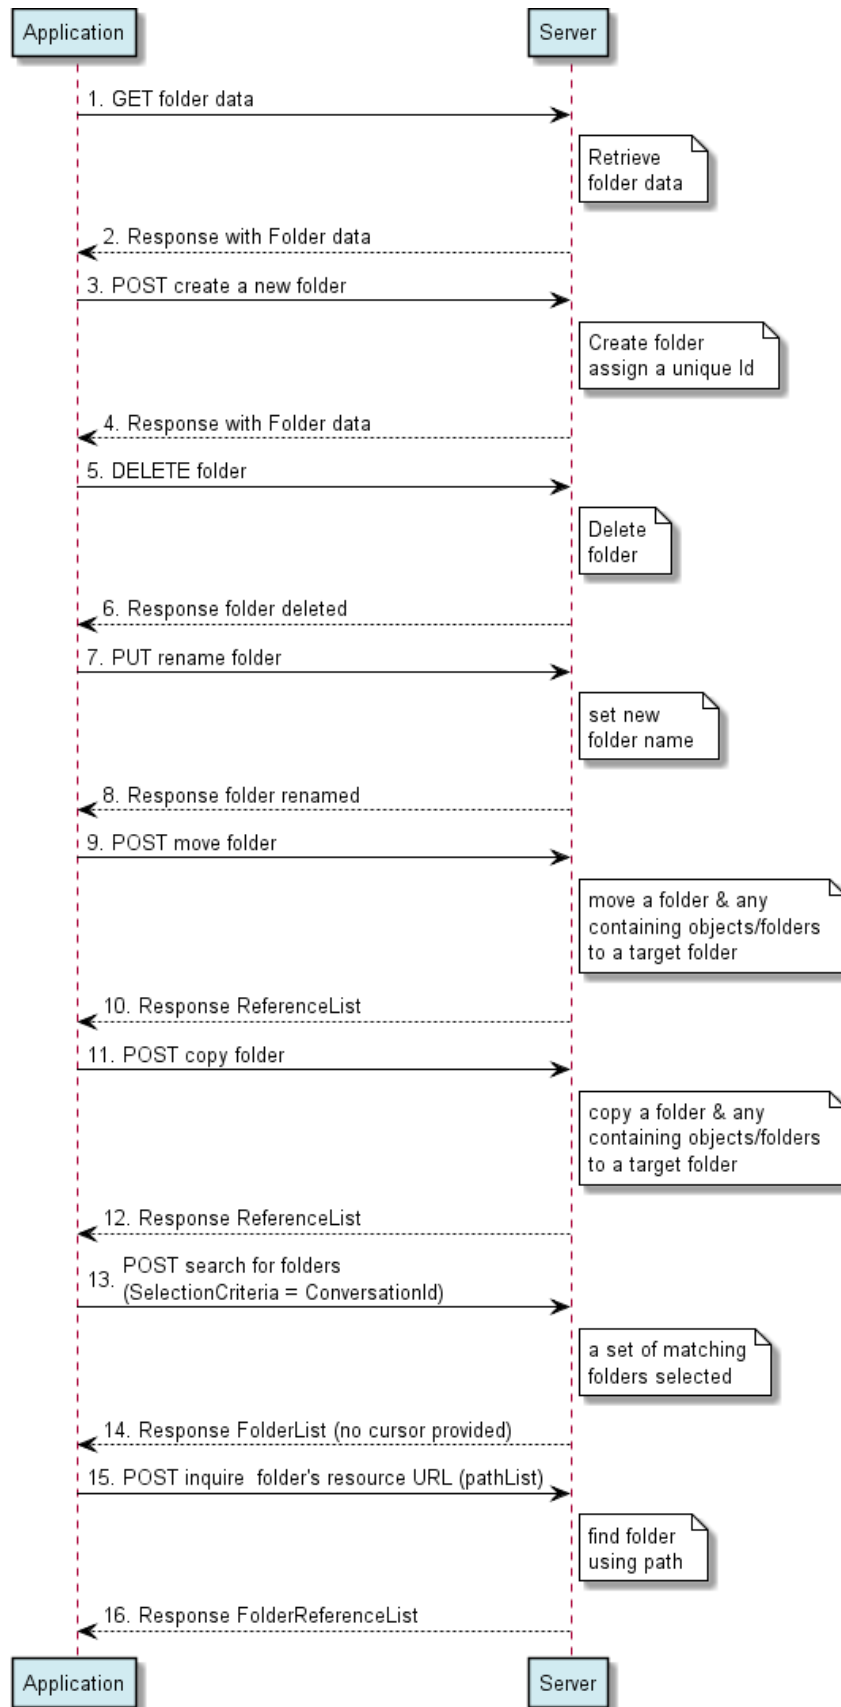 Application
Server
1. GET folder data
Retrieve
folder data
2. Response with Folder data
3. POST create a new folder
Create folder
assign a unique Id
4. Response with Folder data
5. DELETE folder
Delete
folder
6. Response folder deleted
7. PUT rename folder
set new
folder name
8. Response folder renamed
9. POST move folder
move a folder & any
containing objects/folders
to a target folder
10. Response ReferenceList
11. POST copy folder
copy a folder & any
containing objects/folders
to a target folder
12. Response ReferenceList
13. POST search for folders
(SelectionCriteria = ConversationId)
a set of matching
folders selected
14. Response FolderList (no cursor provided)
15. POST inquire  folder's resource URL (pathList)
find folder
using path
16. Response FolderReferenceList
Application
Server